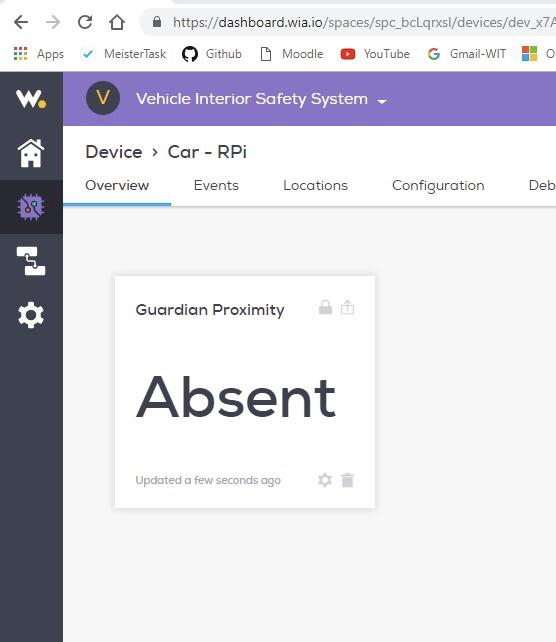 https://dashboard.wia.io/spaces/spc_bcLqrxsl/devices/dev_x7A
Apps MeisterTask Github Moodle YouTube Gmail-WIT O
w.
V Vehicle Interior Safety System
Device > Car - RPi
Overview Events Locations Configuration Deb
Guardian Proximity
Absent
Updated a few seconds ago